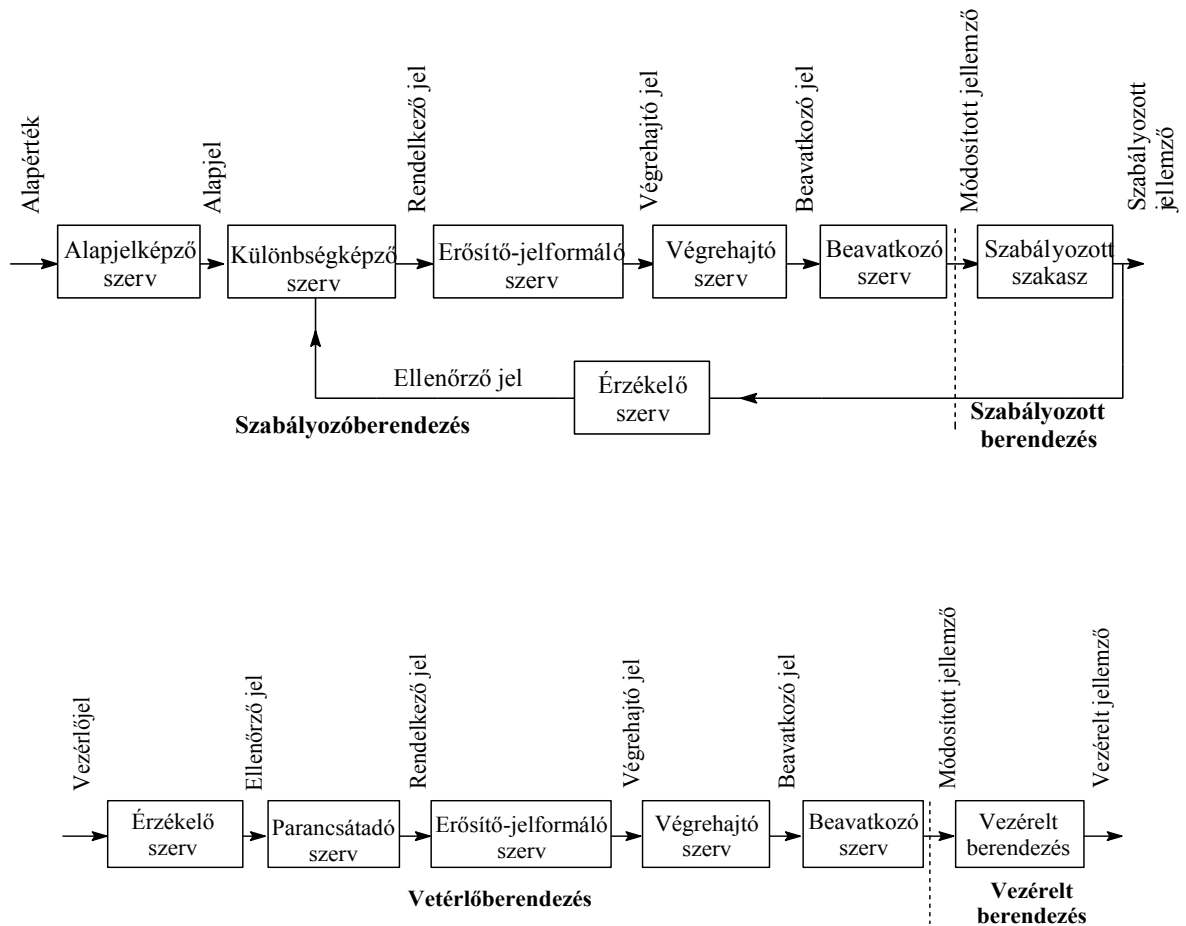 Alapérték
Alapjel
Rendelkező jel
Végrehajtó jel
Beavatkozó jel
Módosított jellemző
Szabályozott
jellemző
Alapjelképző
szerv
Különbségképző
szerv
Erősítő-jelformáló
szerv
Végrehajtó
szerv
Beavatkozó
szerv
Szabályozott
szakasz
Ellenőrző jel
Érzékelő
szerv
Szabályozóberendezés
Szabályozott
berendezés
Vezérlőjel
Ellenőrző jel
Rendelkező jel
Végrehajtó jel
Beavatkozó jel
Módosított jellemző
Vezérelt jellemző
Érzékelő
szerv
Parancsátadó
szerv
Erősítő-jelformáló
szerv
Végrehajtó
szerv
Beavatkozó
szerv
Vezérelt
berendezés
Vetérlőberendezés
Vezérelt
berendezés